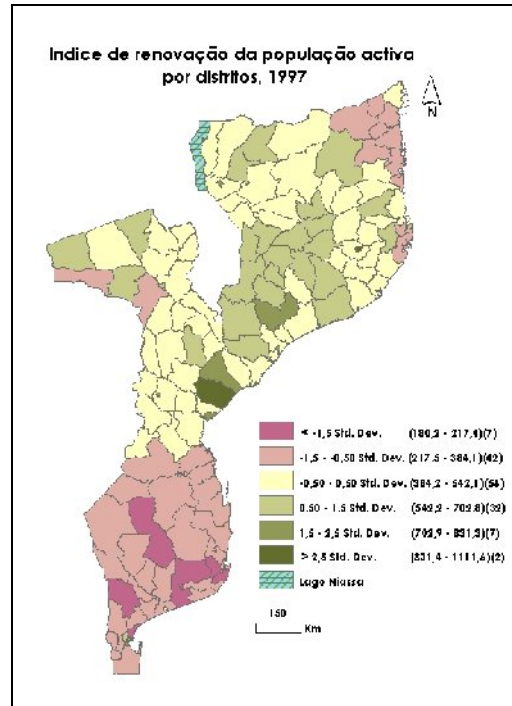 Indice de renovação da população activa
por distritos, 1997
N
< -1,5 Std. Dev. (180,2 - 217,4)(7)
-1,5 - -0,50 Std. Dev. (217.5 - 384,1)(42)
-0,50 - 0,50 Std. Dev. (384,2 - 542,1)(56)
0.50 - 1.5 Std. Dev. (542,2 - 702.8)(32)
1,5 - 2,5 Std. Dev. (702,9 - 831,3)(7)
> 2,5 Std. Dev. (831,4 - 1111,6)(2)
Lago Niassa
150
Km